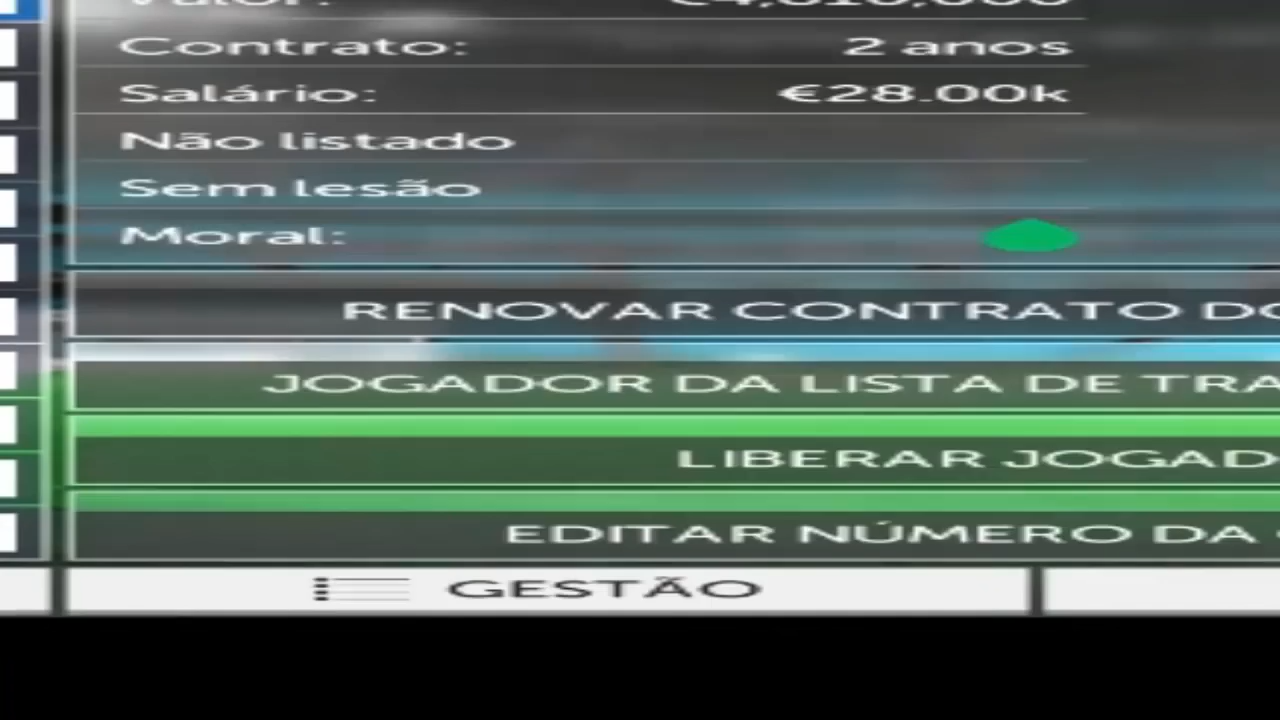 Valor:
Contrato: 2 anos
Salário: €28.00k
Não listado
Sem lesão
Moral:
RENOVAR CONTRATO
JOGADOR DA LISTA DE
LIBERAR
EDITAR NÚMERO DA
GESTÃO